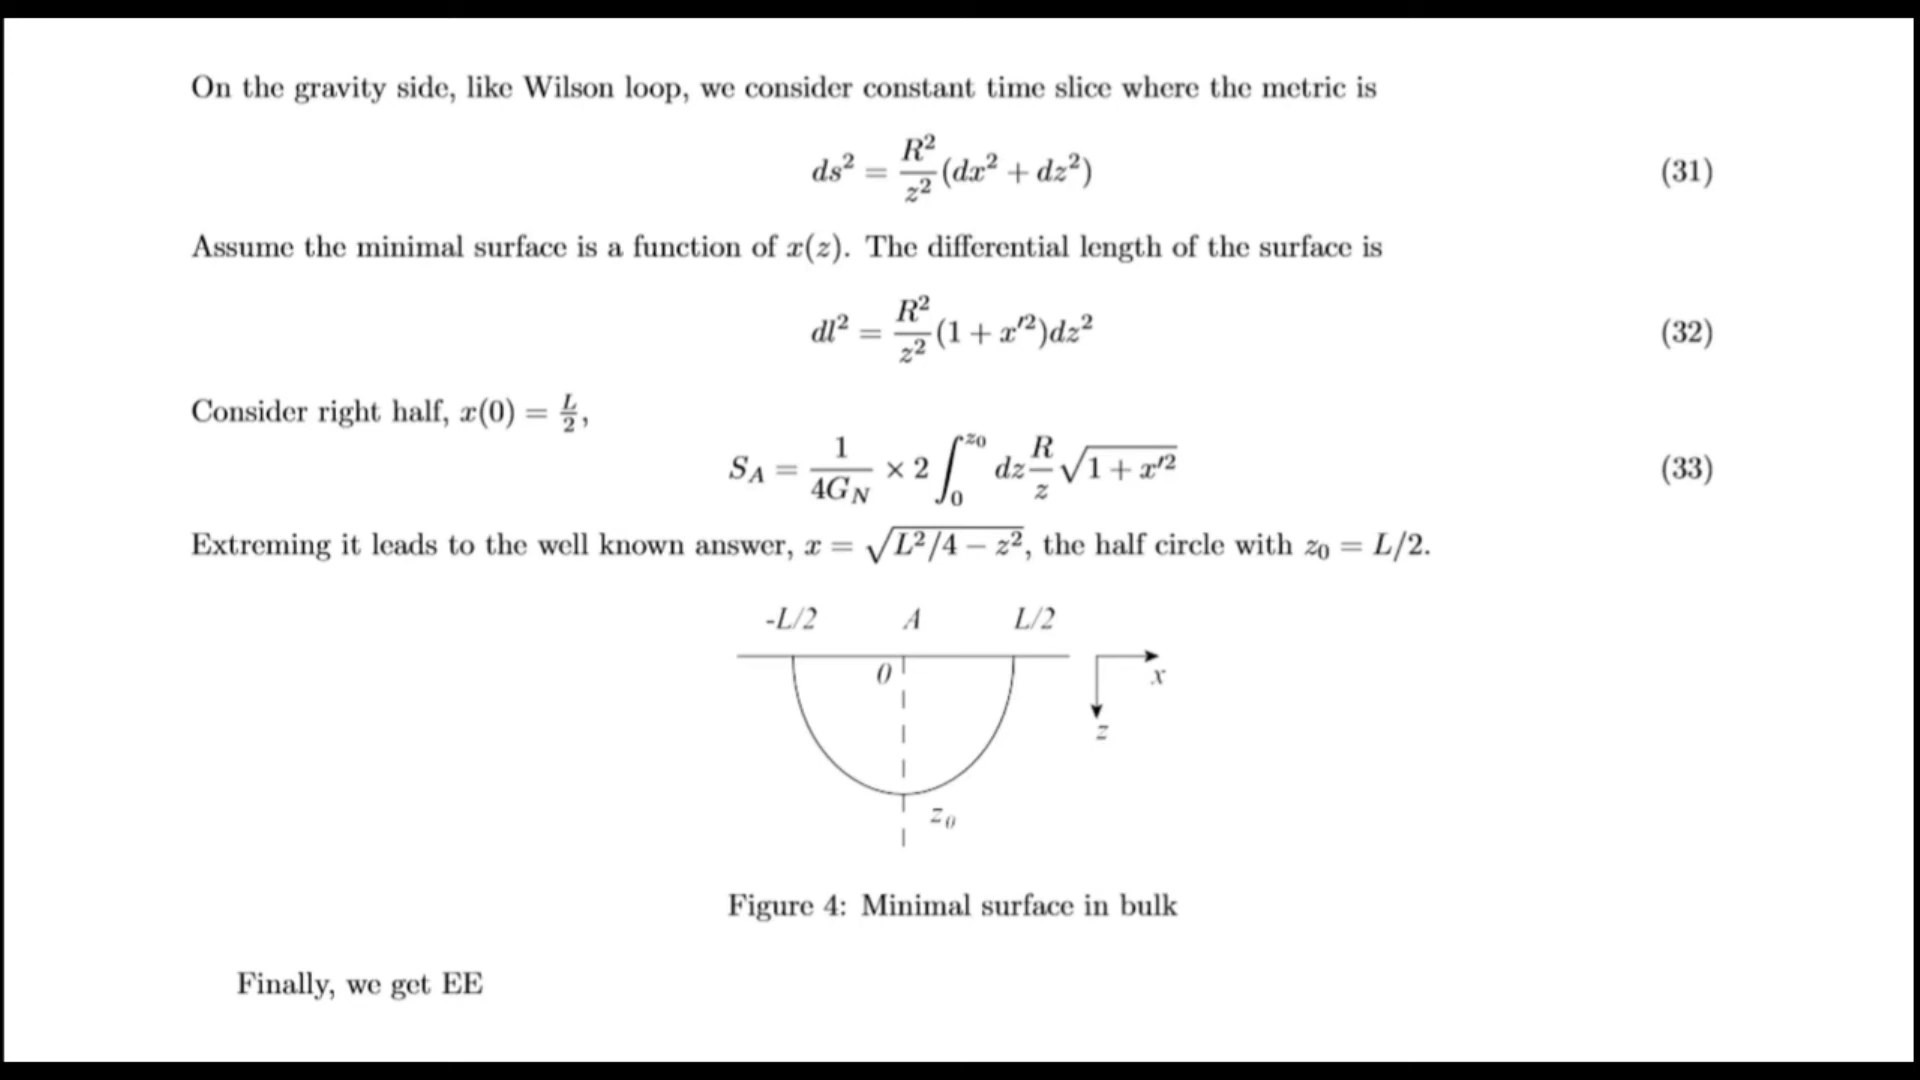 On the gravity side, like Wilson loop, we consider constant time slice where the metric is
ds² = R²/z² (dx² + dz²) (31)
Assume the minimal surface is a function of x(z). The differential length of the surface is
dl² = R²/z² (1 + x′²)dz² (32)
Consider right half, x(0) = L/2,
S_A = 1/4G_N × 2 ∫₀^{z₀} dz R/z √(1 + x′²) (33)
Extreming it leads to the well known answer, x = √(L²/4 − z²), the half circle with z₀ = L/2.
-L/2 A L/2
0 x
z
z₀
Figure 4: Minimal surface in bulk
Finally, we get EE